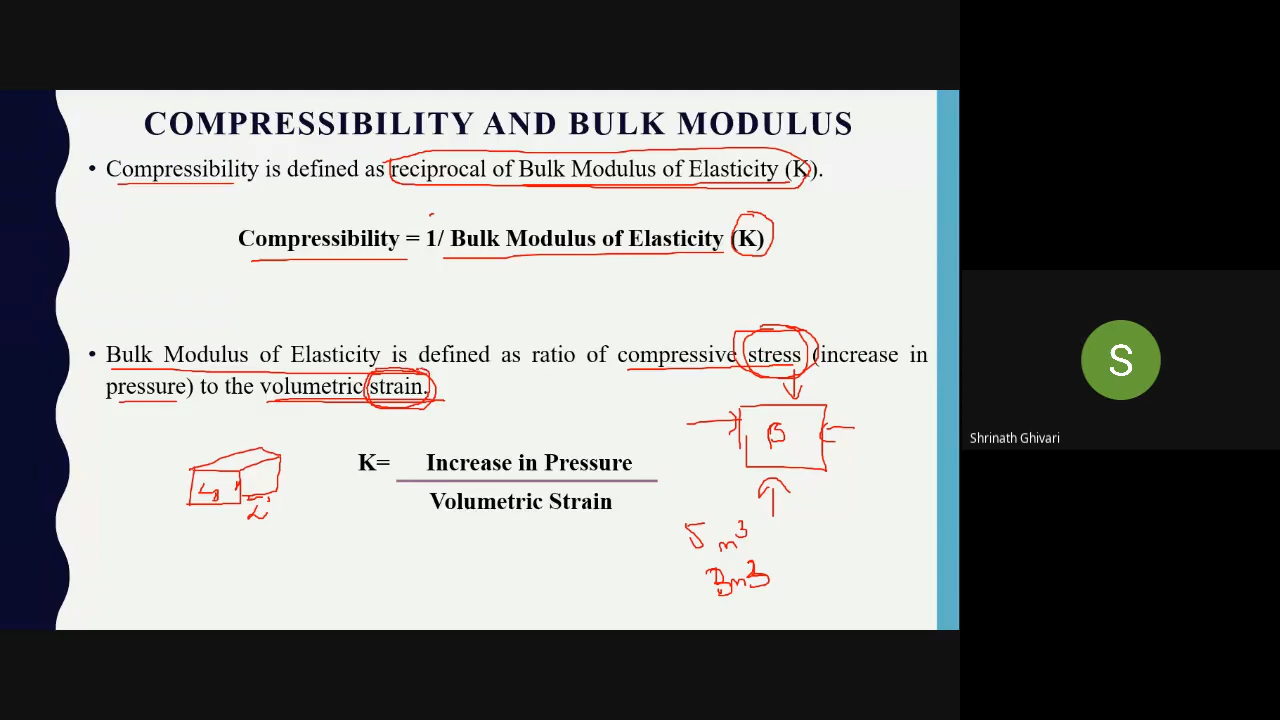 COMPRESSIBILITY AND BULK MODULUS
• Compressibility is defined as reciprocal of Bulk Modulus of Elasticity (K).
Compressibility = 1/ Bulk Modulus of Elasticity (K)
• Bulk Modulus of Elasticity is defined as ratio of compressive stress (increase in
pressure) to the volumetric strain.
K= Increase in Pressure
Volumetric Strain
B
5 m3
3m3
S
Shrinath Ghivari